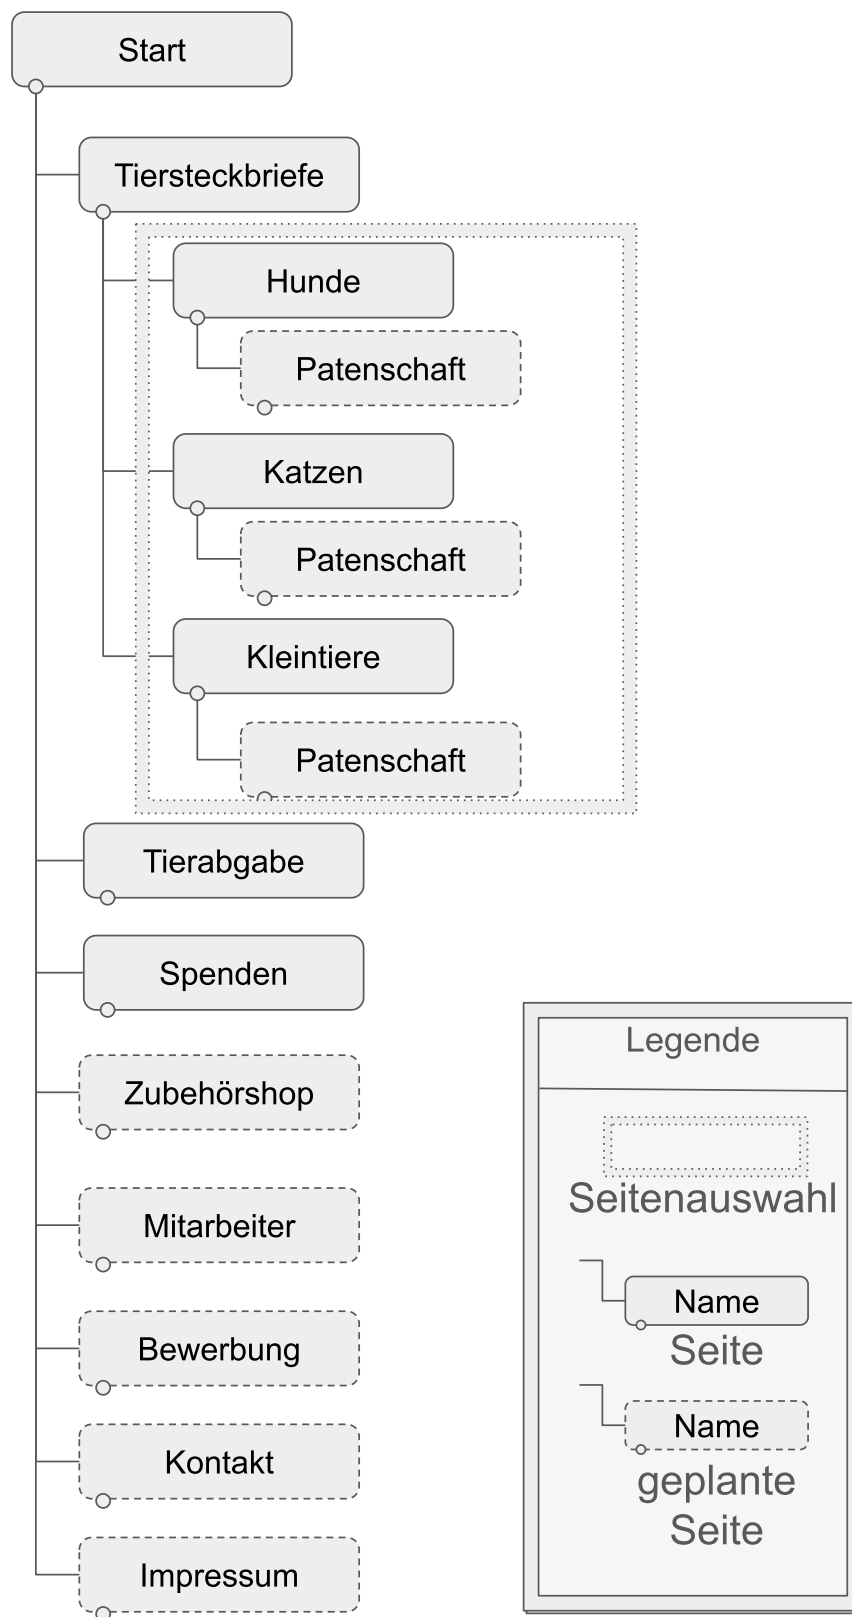 Start
Tiersteckbriefe
Hunde
Patenschaft
Katzen
Patenschaft
Kleintiere
Patenschaft
Tierabgabe
Spenden
Zubehörshop
Mitarbeiter
Bewerbung
Kontakt
Impressum
Legende
Seitenauswahl
Name
Seite
Name
geplante
Seite